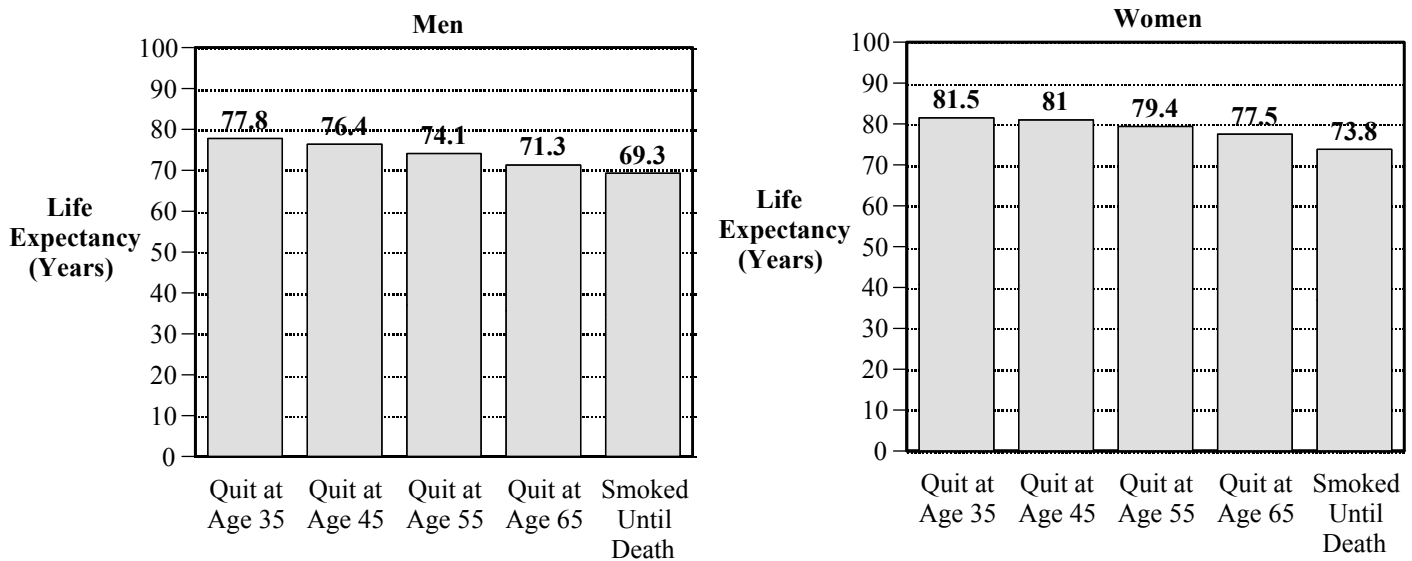 Men
100
90
80
70
60
50
40
30
20
10
0
77.8
76.4
74.1
71.3
69.3
Life
Expectancy
(Years)
Quit at
Age 35
Quit at
Age 45
Quit at
Age 55
Quit at
Age 65
Smoked
Until
Death
Women
100
90
80
70
60
50
40
30
20
10
0
81.5
81
79.4
77.5
73.8
Life
Expectancy
(Years)
Quit at
Age 35
Quit at
Age 45
Quit at
Age 55
Quit at
Age 65
Smoked
Until
Death